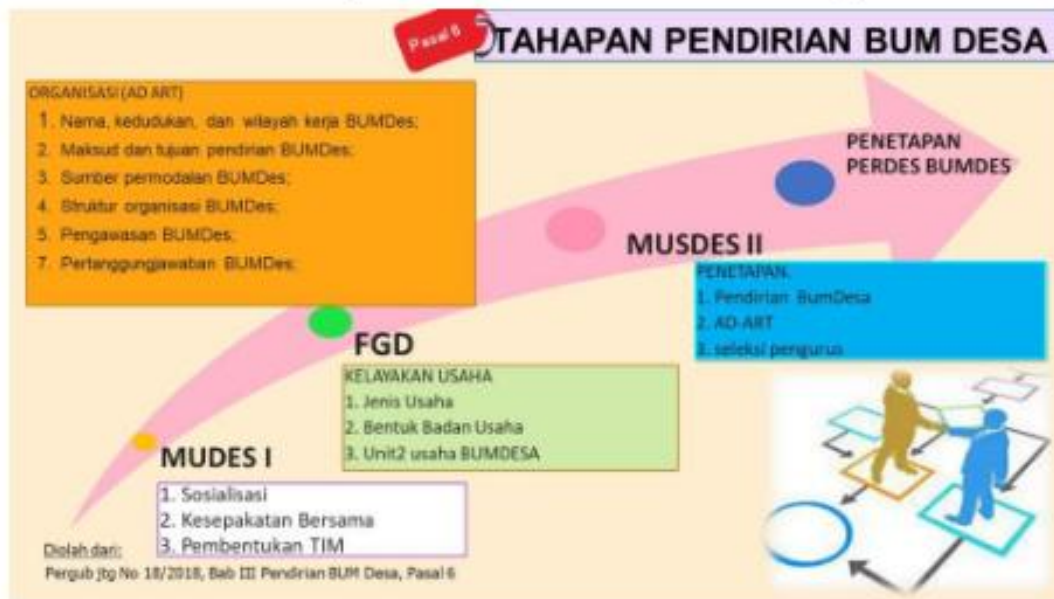 Pasal 6
TAHAPAN PENDIRIAN BUM DESA
ORGANISASI (AD ART)
1. Nama, kedudukan, dan wilayah kerja BUMDes;
2. Maksud dan tujuan pendirian BUMDes;
3. Sumber permodalan BUMDes;
4. Struktur organisasi BUMDes;
5. Pengawasan BUMDes;
7. Pertanggungjawaban BUMDes;
PENETAPAN
PERDES BUMDES
MUSDES II
PENETAPAN.
1. Pendirian BumDesa
2. AD-ART
3. seleksi pengurus
FGD
KELAYAKAN USAHA
1. Jenis Usaha
2. Bentuk Badan Usaha
3. Unit2 usaha BUMDESA
MUDES I
1. Sosialisasi
2. Kesepakatan Bersama
3. Pembentukan TIM
Diolah dari:
Pergub jtg No 18/2018, Bab III Pendirian BUM Desa, Pasal 6